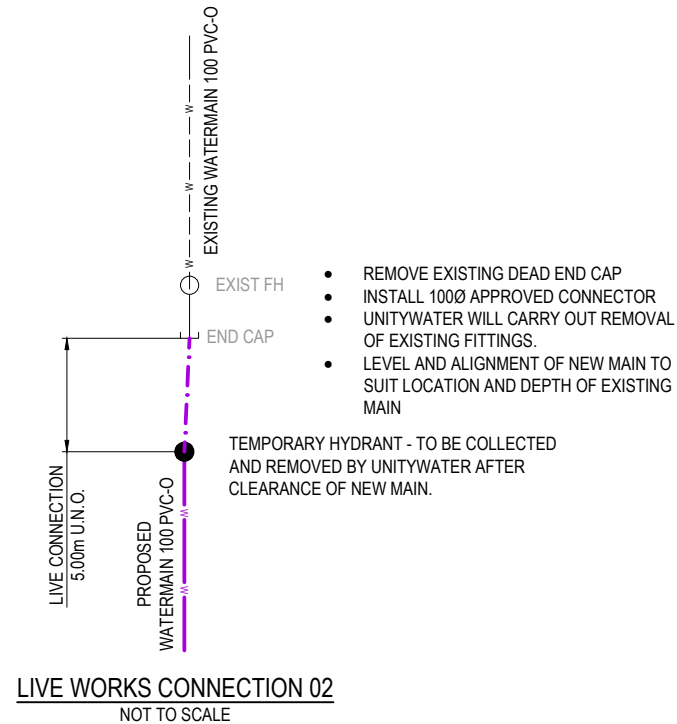 EXISTING WATERMAIN 100 PVC-O
W
W
W
EXIST FH
END CAP
● REMOVE EXISTING DEAD END CAP
● INSTALL 100Ø APPROVED CONNECTOR
● UNITYWATER WILL CARRY OUT REMOVAL
OF EXISTING FITTINGS.
● LEVEL AND ALIGNMENT OF NEW MAIN TO
SUIT LOCATION AND DEPTH OF EXISTING
MAIN
TEMPORARY HYDRANT - TO BE COLLECTED
AND REMOVED BY UNITYWATER AFTER
CLEARANCE OF NEW MAIN.
LIVE CONNECTION
5.00m U.N.O.
PROPOSED
WATERMAIN 100 PVC-O
W
W
LIVE WORKS CONNECTION 02
NOT TO SCALE